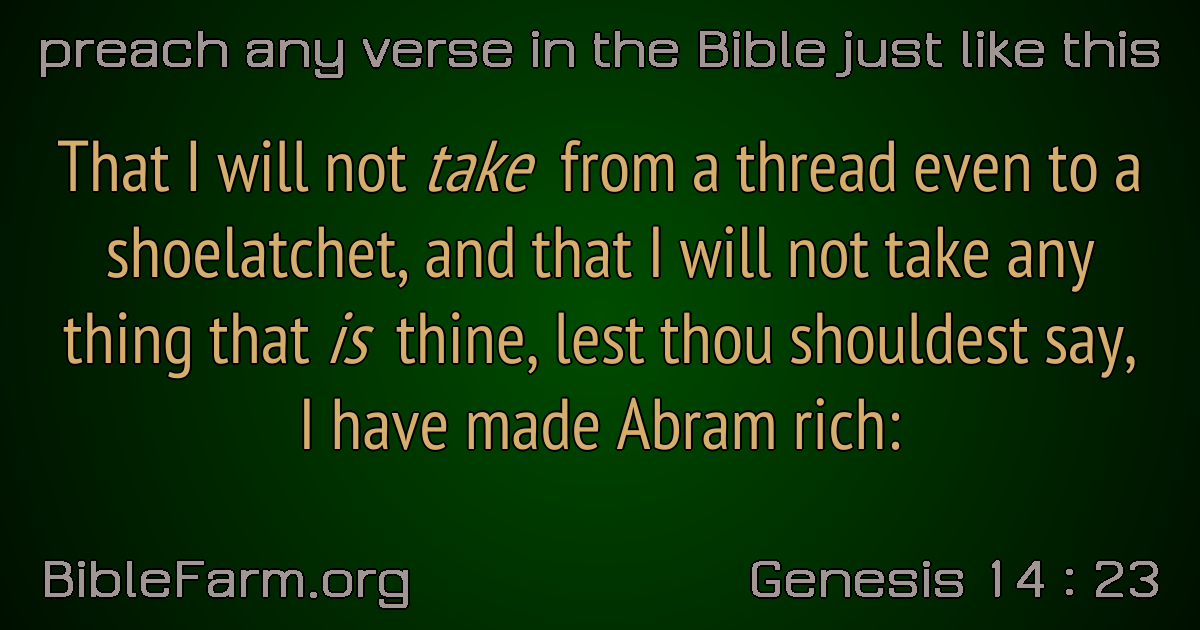 preach any verse in the Bible just like this
That I will not take from a thread even to a
shoelatchet, and that I will not take any
thing that is thine, lest thou shouldest say,
I have made Abram rich:
BibleFarm.org
Genesis 14 : 23